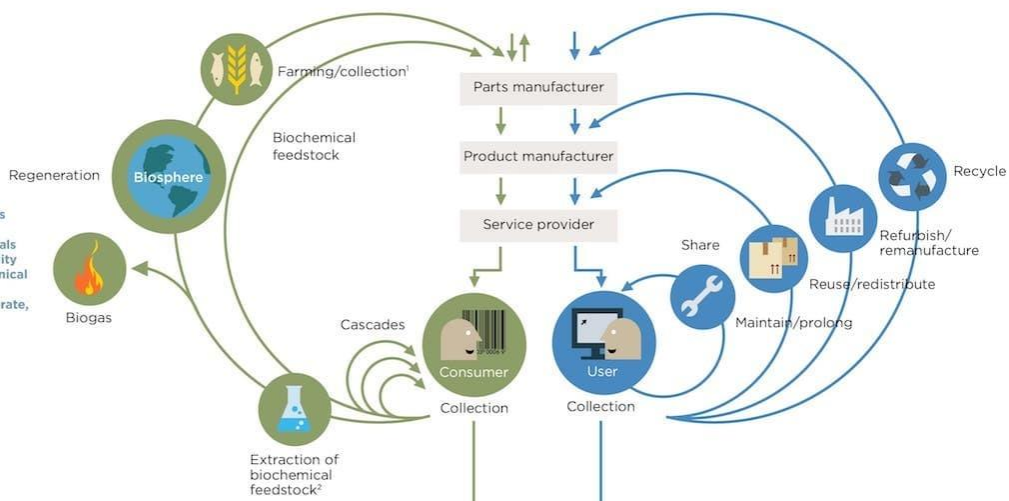 Farming/collection¹
Parts manufacturer
Biochemical
feedstock
Product manufacturer
Regeneration
Biosphere
Recycle
Service provider
Refurbish/
remanufacture
Share
Reuse/redistribute
Biogas
Maintain/prolong
Cascades
Consumer
User
Collection
Collection
Extraction of
biochemical
feedstock²